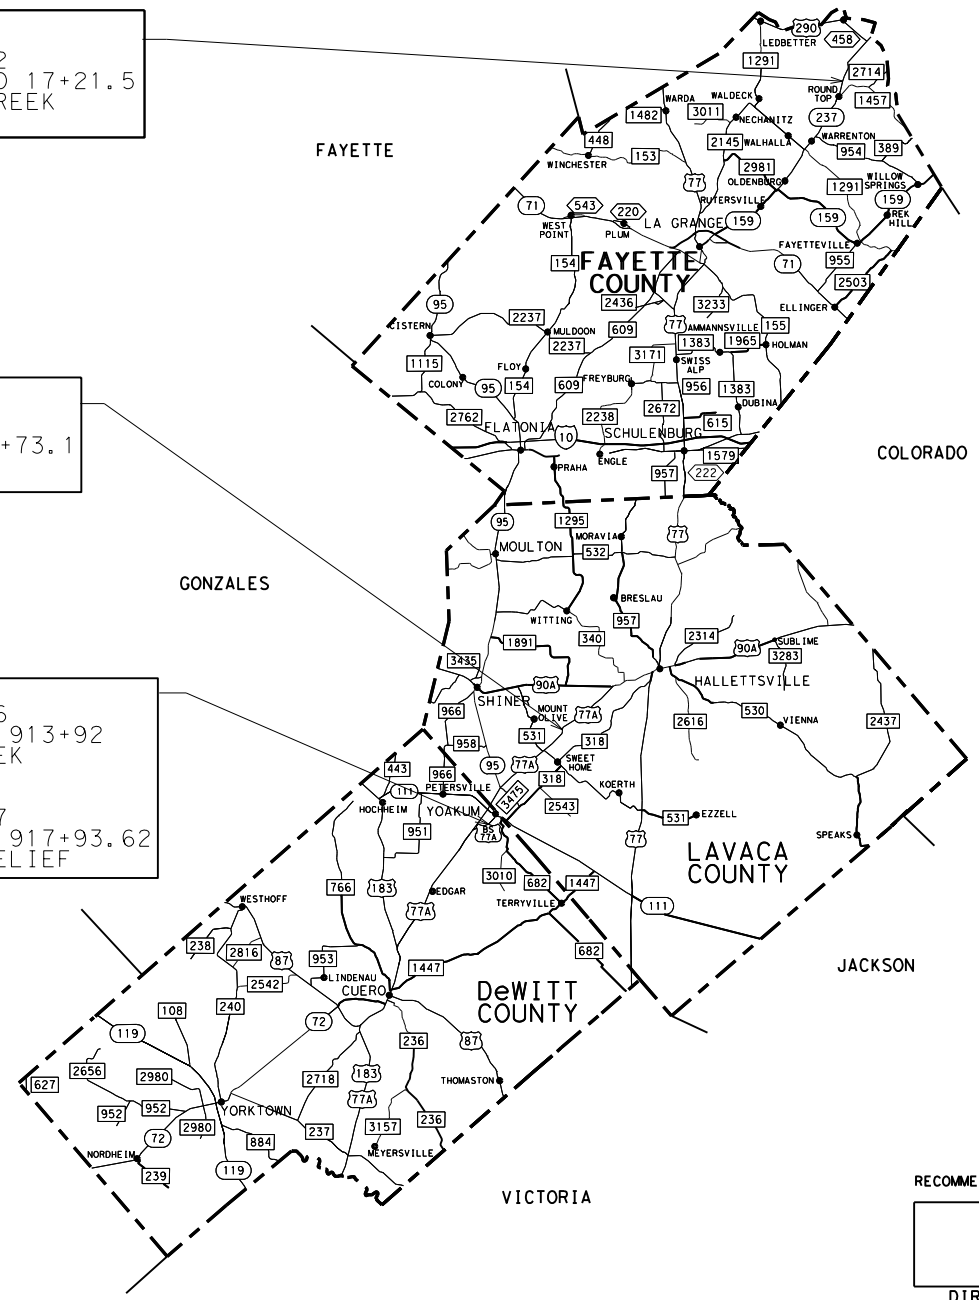 2
O 17+21.5
REEK
290
LEDBETTER
458
1291
2714
ROUND
TOP
1457
WALDECK
WARDA
3011
NECHANITZ
1482
237
WARRENTON
448
2145
WALHALLA
954
389
FAYETTE
WINCHESTER
153
2981
OLDENBURG
WILLOW
SPRINGS
77
1291
159
RUTERSVILLE
71
543
220
LA GRANGE
159
159
REK
HILL
WEST
POINT
PLUM
FAYETTEVILLE
154
FAYETTE
COUNTY
71
955
2503
95
2436
3233
ELLINGER
2237
609
77
AMMANNSVILLE
155
CISTERN
MULDOON
2237
1383
1965
HOLMAN
3171
SWISS
ALP
1115
FLOY
FREYBURG
COLONY
95
154
609
956
1383
DUBINA
2762
2238
2672
615
+73.1
FLATONIA
10
SCHULENBURG
COLORADO
1579
ENGLE
PRAHA
957
222
95
1295
77
MORAVIA
MOULTON
532
GONZALES
BRESLAU
WITTING
957
340
2314
1891
90A
SUBLIME
3283
3435
HALLETTSVILLE
90A
SHINER
966
MOUNT
OLIVE
77A
530
VIENNA
2437
2616
6
913+92
EK
531
318
958
95
77A
SWEET
HOME
443
966
318
KOERTH
PETERSVILLE
111
3475
HOCHHEIM
YOAKUM
2543
531
EZZELL
7
917+93.62
ELIEF
951
BS
77A
77
SPEAKS
LAVACA
COUNTY
3010
766
183
EDGAR
682
1447
WESTHOFF
77A
TERRYVILLE
111
238
2816
87
953
682
JACKSON
1447
2542
LINDENAU
CUERO
DeWITT
COUNTY
108
240
72
119
236
87
2656
2980
2718
183
THOMASTON
627
77A
952
952
YORKTOWN
236
2980
3157
237
72
884
MEYERSVILLE
NORDHEIM
119
239
RECOMME
VICTORIA
DIR